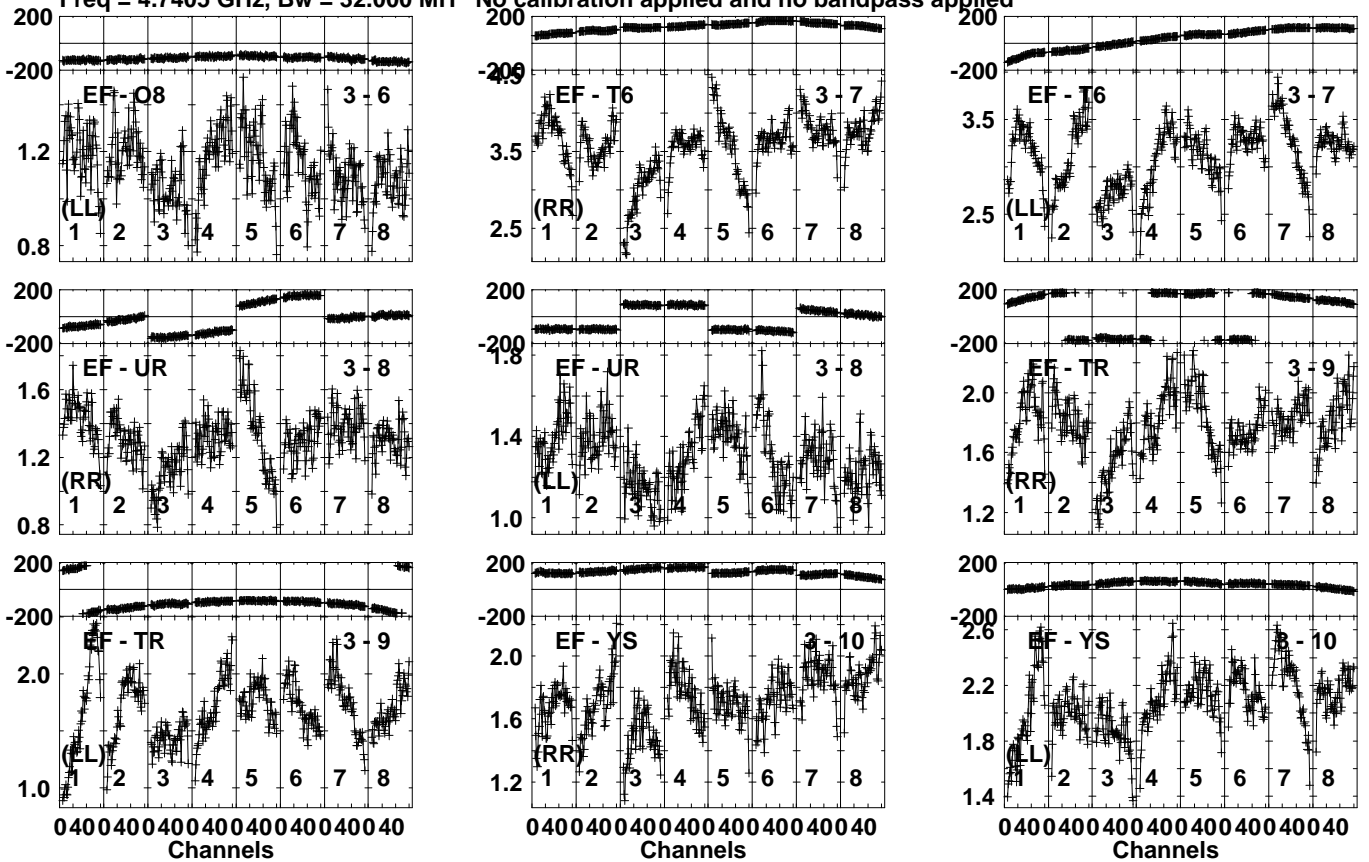 Freq = 4.7405 GHz, Bw = 32.000 MH No calibration applied and no bandpass applied
200 200 200
-200 -200 -200
4.5
EF - O8 3 - 6 EF - T6 3 - 7 EF - T6 3 - 7
1.2 3.5 3.5
(LL) (RR) (LL)
0.8 2.5 2.5
1 2 3 4 5 6 7 8 1 2 3 4 5 6 7 8 1 2 3 4 5 6 7 8
200 200 200
-200 -200 -200
1.8
EF - UR 3 - 8 EF - UR 3 - 8 EF - TR 3 - 9
1.6 1.4 2.0
1.2 1.6
(RR) (LL) (RR)
0.8 1.0 1.2
1 2 3 4 5 6 7 8 1 2 3 4 5 6 7 8 1 2 3 4 5 6 7 8
200 200 200
-200 -200 -200
2.6
EF - TR 3 - 9 EF - YS 3 - 10 EF - YS 3 - 10
2.0 2.0 2.2
1.6 1.8
(LL) (RR) (LL)
1.0 1.2 1.4
1 2 3 4 5 6 7 8 1 2 3 4 5 6 7 8 1 2 3 4 5 6 7 8
0 40 0 40 0 40 0 40 0 40 0 40 0 40 0 40 0 40 0 40 0 40 0 40 0 40 0 40 0 40 0 40 0 40 0 40 0 40 0 40 0 40 0 40 0 40 0 40
Channels Channels Channels